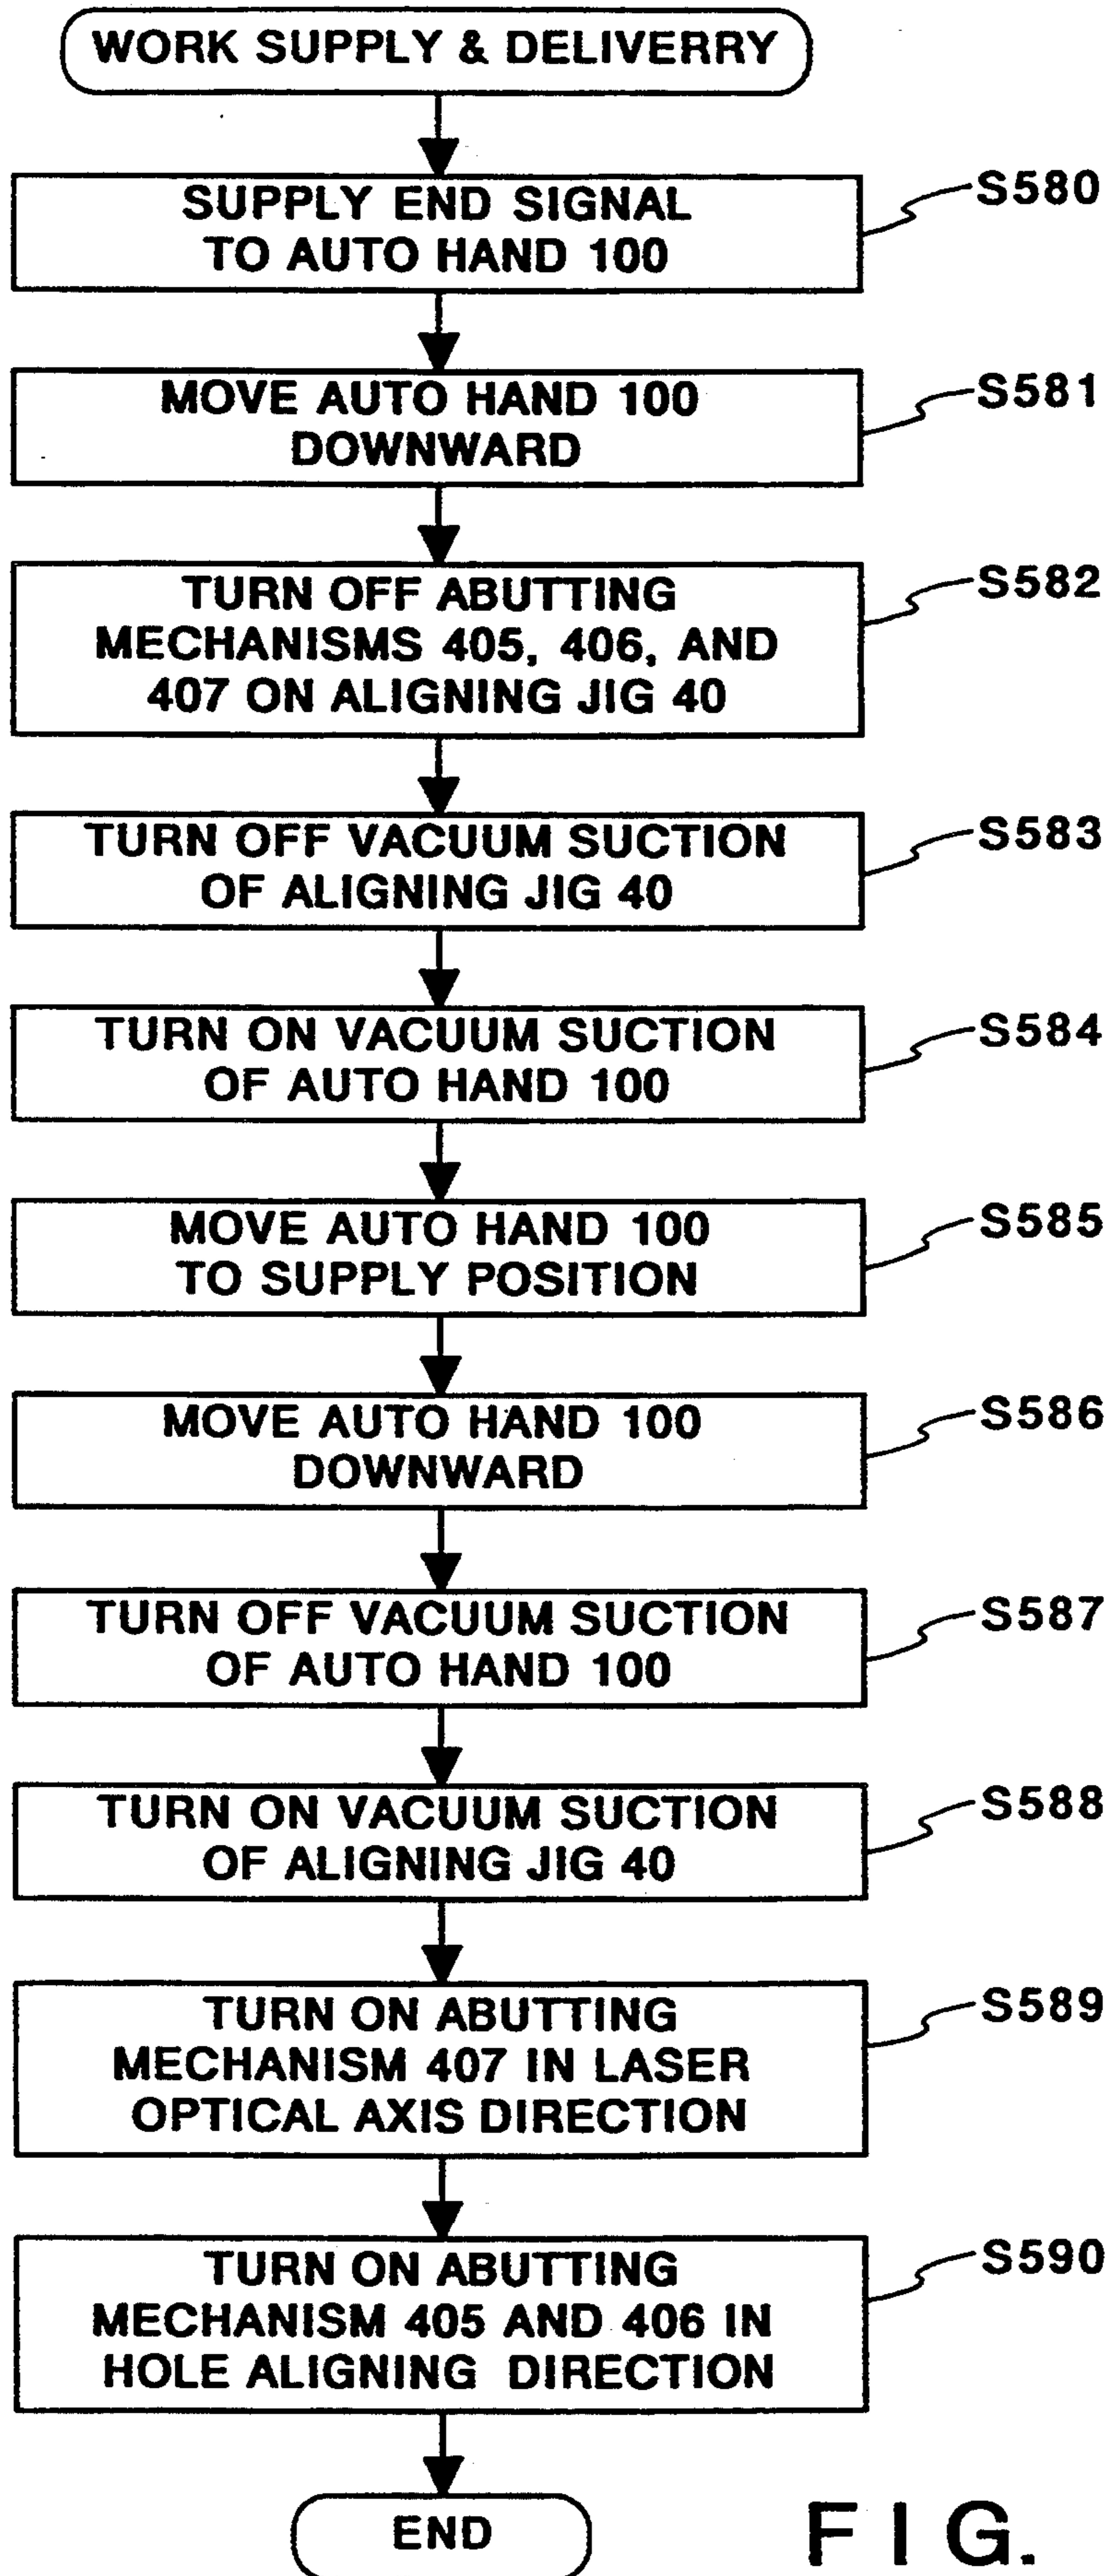 WORK SUPPLY & DELIVERRY
SUPPLY END SIGNAL
TO AUTO HAND 100
S580
MOVE AUTO HAND 100
DOWNWARD
S581
TURN OFF ABUTTING
MECHANISMS 405, 406, AND
407 ON ALIGNING JIG 40
S582
TURN OFF VACUUM SUCTION
OF ALIGNING JIG 40
S583
TURN ON VACUUM SUCTION
OF AUTO HAND 100
S584
MOVE AUTO HAND 100
TO SUPPLY POSITION
S585
MOVE AUTO HAND 100
DOWNWARD
S586
TURN OFF VACUUM SUCTION
OF AUTO HAND 100
S587
TURN ON VACUUM SUCTION
OF ALIGNING JIG 40
S588
TURN ON ABUTTING
MECHANISM 407 IN LASER
OPTICAL AXIS DIRECTION
S589
TURN ON ABUTTING
MECHANISM 405 AND 406 IN
HOLE ALIGNING DIRECTION
S590
END
FIG.